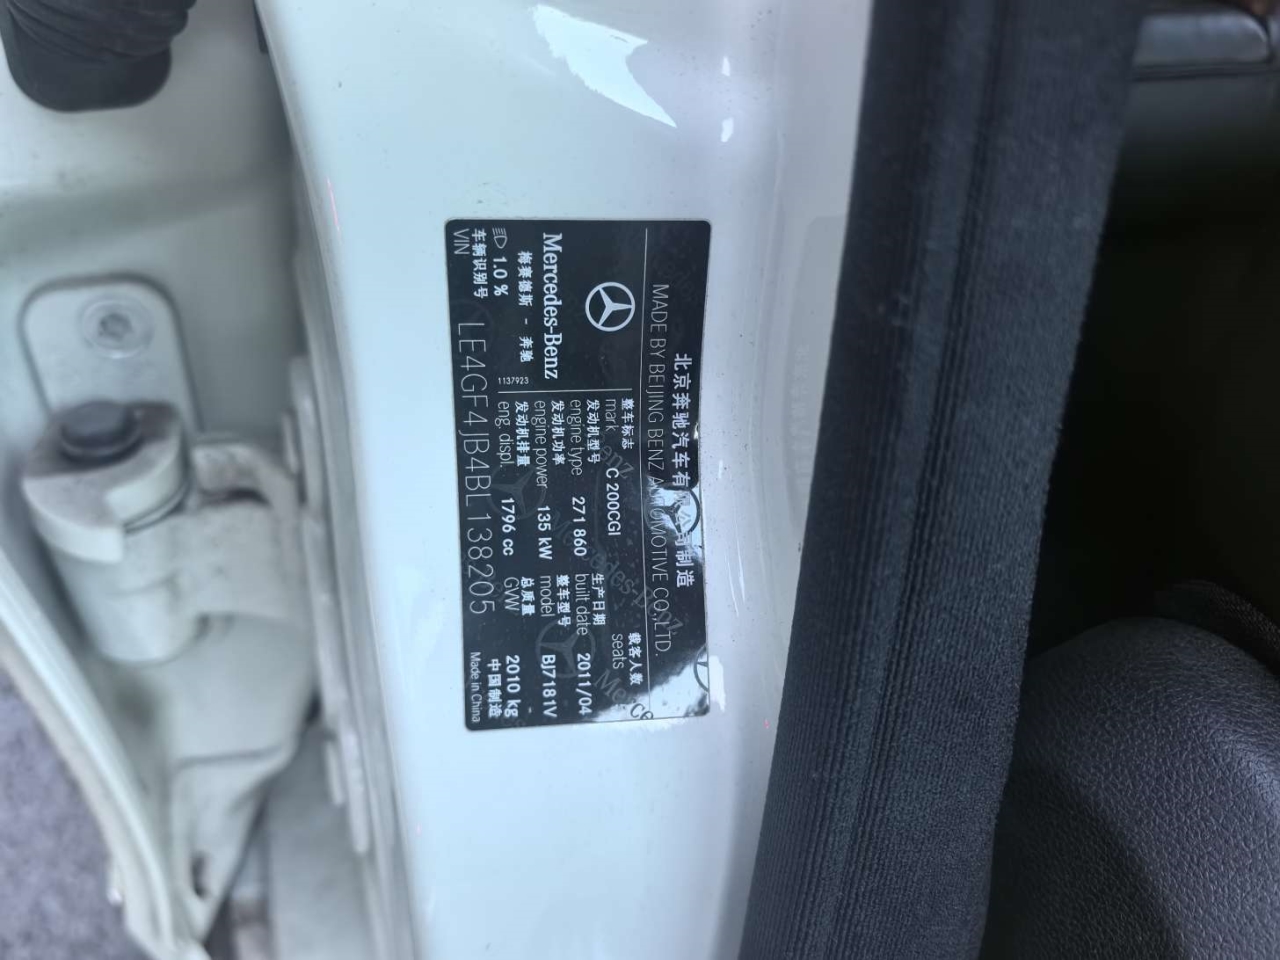 北京奔驰汽车有限公司制造
MADE BY BEIJING BENZ AUTOMOTIVE CO.,LTD.
Mercedes-Benz
梅赛德斯 - 奔驰
1.0 %
1137923
整车标志
mark C 200CGI
载客人数
seats
发动机型号
engine type 271 860
生产日期
built date 2011/04
发动机功率
engine power 135 kW
整车型号
model BJ7181V
发动机排量
eng. displ. 1796 cc
总质量
GVW 2010 kg
车辆识别号
VIN LE4GF4JB4BL138205
中国制造
Made in China